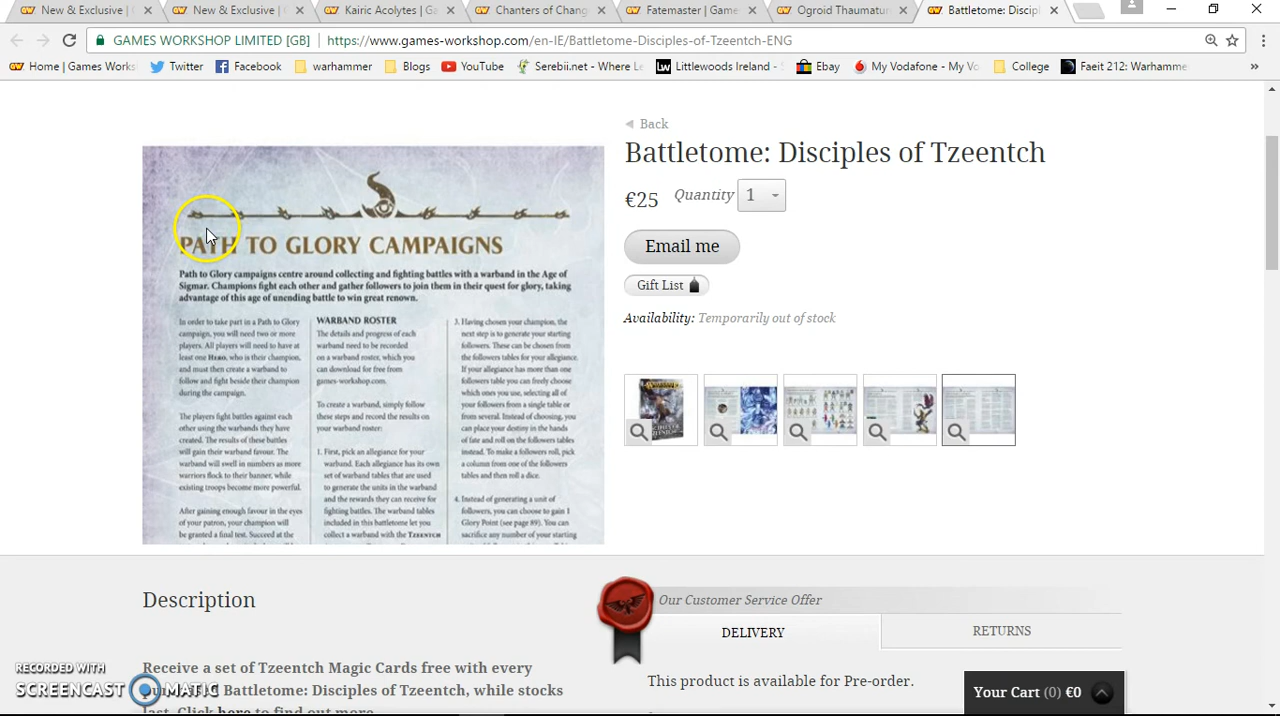 New & Exclusive |
New & Exclusive |
Kairic Acolytes | Ga
Chanters of Chang
Fatemaster | Games
Ogroid Thaumatur
Battletome: Discipl
GAMES WORKSHOP LIMITED [GB]
https://www.games-workshop.com/en-IE/Battletome-Disciples-of-Tzeentch-ENG
Home | Games Works
Twitter
Facebook
warhammer
Blogs
YouTube
Serebii.net - Where Le
Littlewoods Ireland -
Ebay
My Vodafone - My Vo
College
Faeit 212: Warhamme
»
Back
Battletome: Disciples of Tzeentch
€25
Quantity
1
Email me
Gift List
Availability: Temporarily out of stock
PATH TO GLORY CAMPAIGNS
Path to Glory campaigns centre around collecting and fighting battles with a warband in the Age of
Sigmar. Champions fight each other and gather followers to join them in their quest for glory, taking
advantage of this age of unending battle to win great renown.
In order to take part in a Path to Glory
campaign, you will need two or more
players. All players will need to have at
least one HERO, who is their champion,
and must then create a warband to
follow and fight beside their champion
during the campaign.
The players fight battles against each
other using the warbands they have
created. The results of these battles
will gain their warband favour. The
warband will swell in numbers as more
warriors flock to their banner, while
existing troops become more powerful.
After gaining enough favour in the eyes
of your patron, your champion will
be granted a final test. Succeed at the
WARBAND ROSTER
The details and progress of each
warband need to be recorded
on a warband roster, which you
can download for free from
games-workshop.com.
To create a warband, simply follow
these steps and record the results on
your warband roster:
1. First, pick an allegiance for your
warband. Each allegiance has its own
set of warband tables that are used
to generate the units in the warband
and the rewards they can receive for
fighting battles. The warband tables
included in this battletome let you
collect a warband with the TZEENTCH
3. Having chosen your champion, the
next step is to generate your starting
followers. These can be chosen from
the followers tables for your allegiance.
If your allegiance has more than one
followers table you can freely choose
which ones you use, selecting all of
your followers from a single table or
from several. Instead of choosing, you
can place your destiny in the hands
of fate and roll on the followers tables
instead. To make a followers roll, pick
a column from one of the followers
tables and then roll a dice.
4. Instead of generating a unit of
followers, you can choose to gain 1
Glory Point (see page 89). You can
sacrifice any number of your starting
Description
Receive a set of Tzeentch Magic Cards free with every
Battletome: Disciples of Tzeentch, while stocks
last. Click here to find out more
Our Customer Service Offer
DELIVERY
RETURNS
This product is available for Pre-order.
Your Cart (0) €0
RECORDED WITH
SCREENCAST MATIC